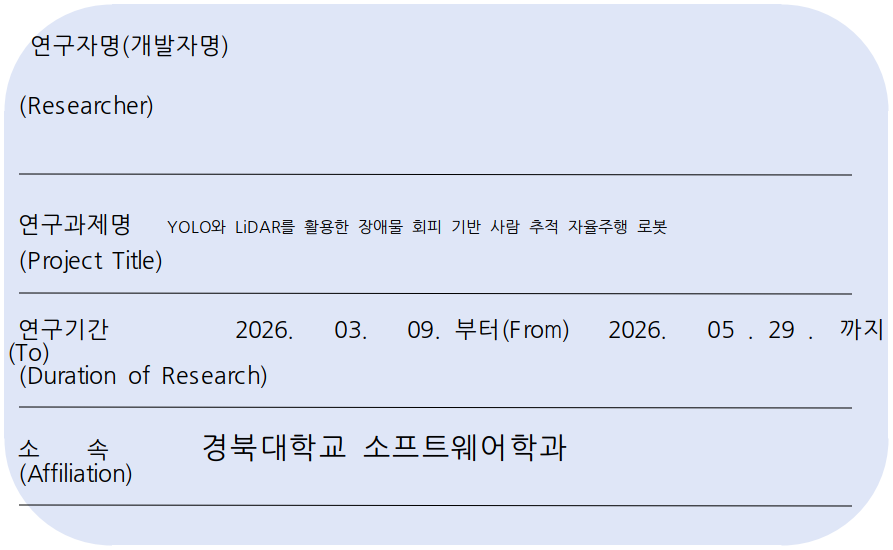 연구자명(개발자명)
(Researcher)
연구과제명 YOLO와 LiDAR를 활용한 장애물 회피 기반 사람 추적 자율주행 로봇
(Project Title)
연구기간 2026. 03. 09. 부터(From) 2026. 05 . 29 . 까지
(To)
(Duration of Research)
소 속 경북대학교 소프트웨어학과
(Affiliation)